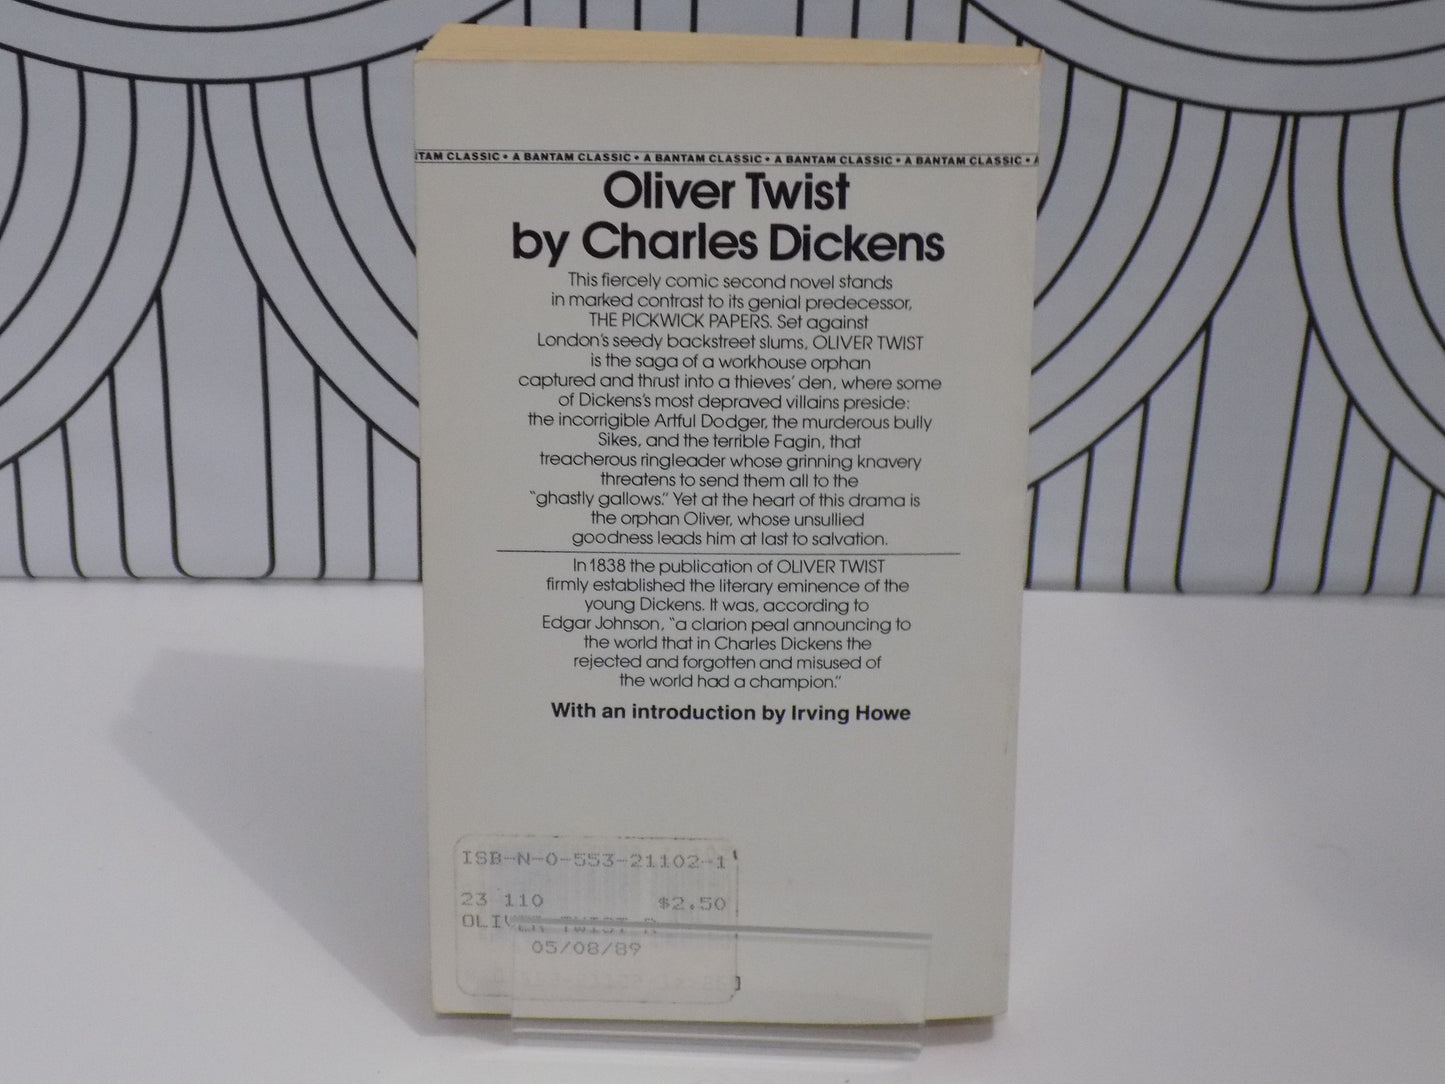 TAM CLASSIC • A BANTAM CLASSIC • A BANTAM CLASSIC • A BANTAM CLASSIC • A BANTAM CLASSIC • A
Oliver Twist
by Charles Dickens
This fiercely comic second novel stands
in marked contrast to its genial predecessor,
THE PICKWICK PAPERS. Set against
London's seedy backstreet slums, OLIVER TWIST
is the saga of a workhouse orphan
captured and thrust into a thieves' den, where some
of Dickens's most depraved villains preside:
the incorrigible Artful Dodger, the murderous bully
Sikes, and the terrible Fagin, that
treacherous ringleader whose grinning knavery
threatens to send them all to the
"ghastly gallows." Yet at the heart of this drama is
the orphan Oliver, whose unsullied
goodness leads him at last to salvation.
In 1838 the publication of OLIVER TWIST
firmly established the literary eminence of the
young Dickens. It was, according to
Edgar Johnson, "a clarion peal announcing to
the world that in Charles Dickens the
rejected and forgotten and misused of
the world had a champion."
With an introduction by Irving Howe
ISB-N-0-553-21102-1
23 110 $2.50
OLIVER TWIST R
05/08/89